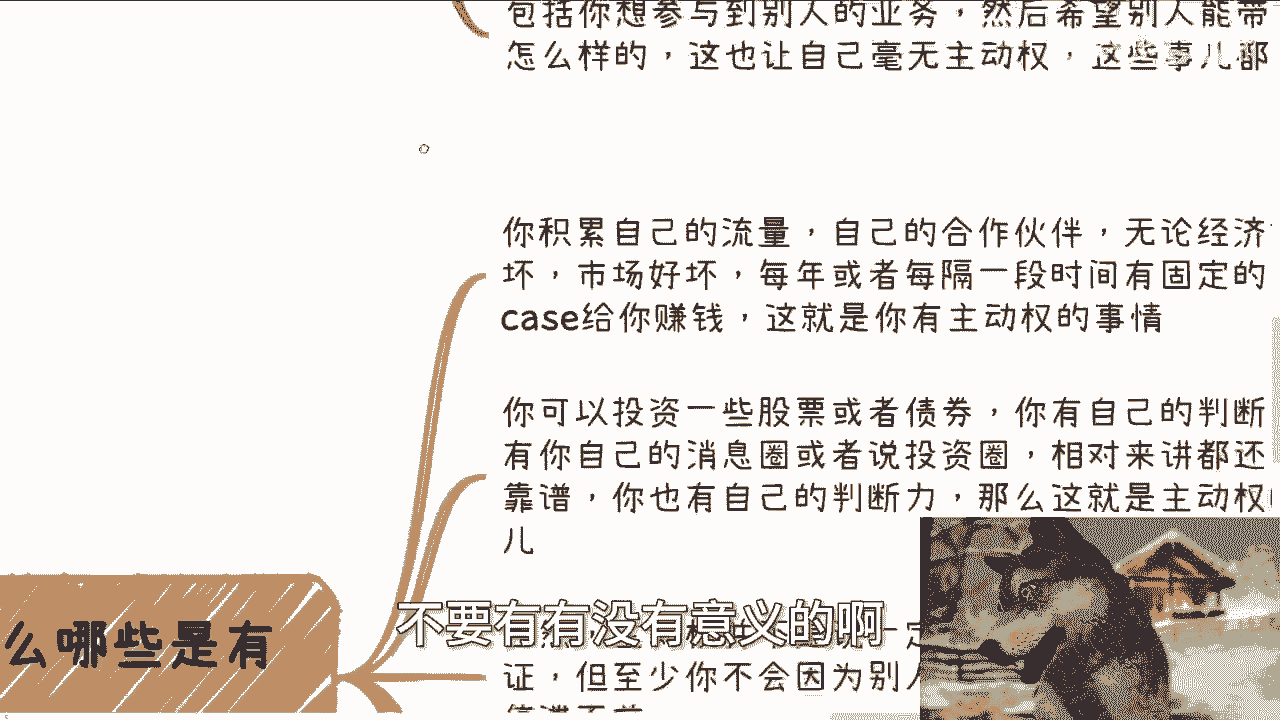 包括你想参与到别人的业务，然后希望别人能带
怎么样的，这也让自己毫无主动权，这些事儿都
你积累自己的流量，自己的合作伙伴，无论经济
坏，市场好坏，每年或者每隔一段时间有固定的
case给你赚钱，这就是你有主动权的事情
你可以投资一些股票或者债券，你有自己的判断
有你自己的消息圈或者说投资圈，相对来讲都还
靠谱，你也有自己的判断力，那么这就是主动权
儿
么哪些是有
不要有有没有意义的啊
证，但至少你不会因为别人